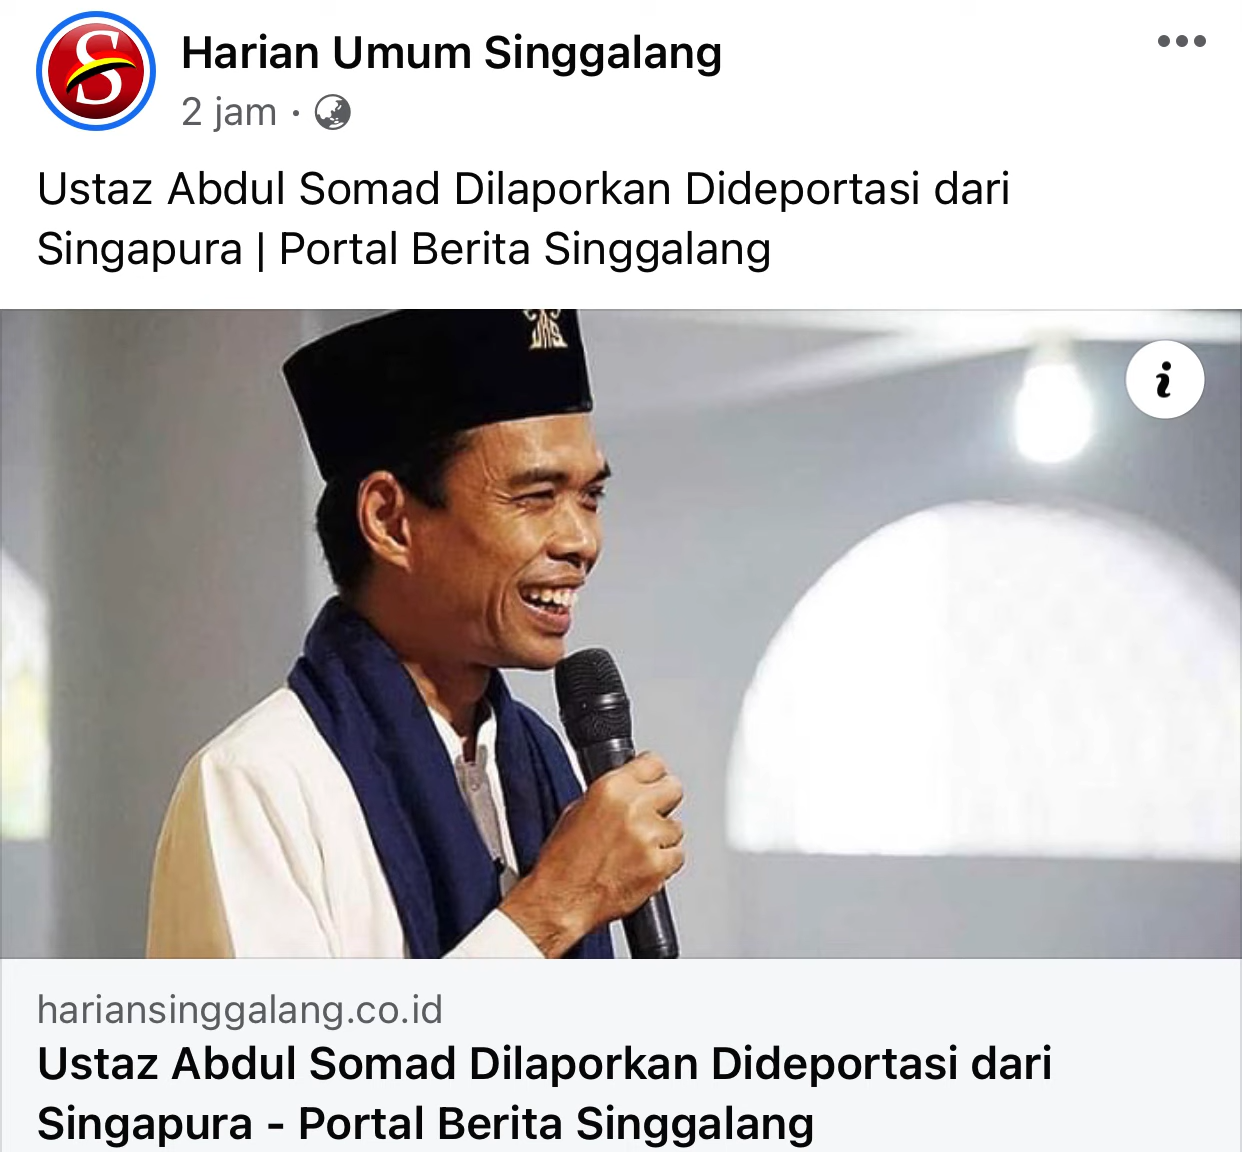 Harian Umum Singgalang
2 jam ·
Ustaz Abdul Somad Dilaporkan Dideportasi dari
Singapura | Portal Berita Singgalang
hariansinggalang.co.id
Ustaz Abdul Somad Dilaporkan Dideportasi dari
Singapura - Portal Berita Singgalang